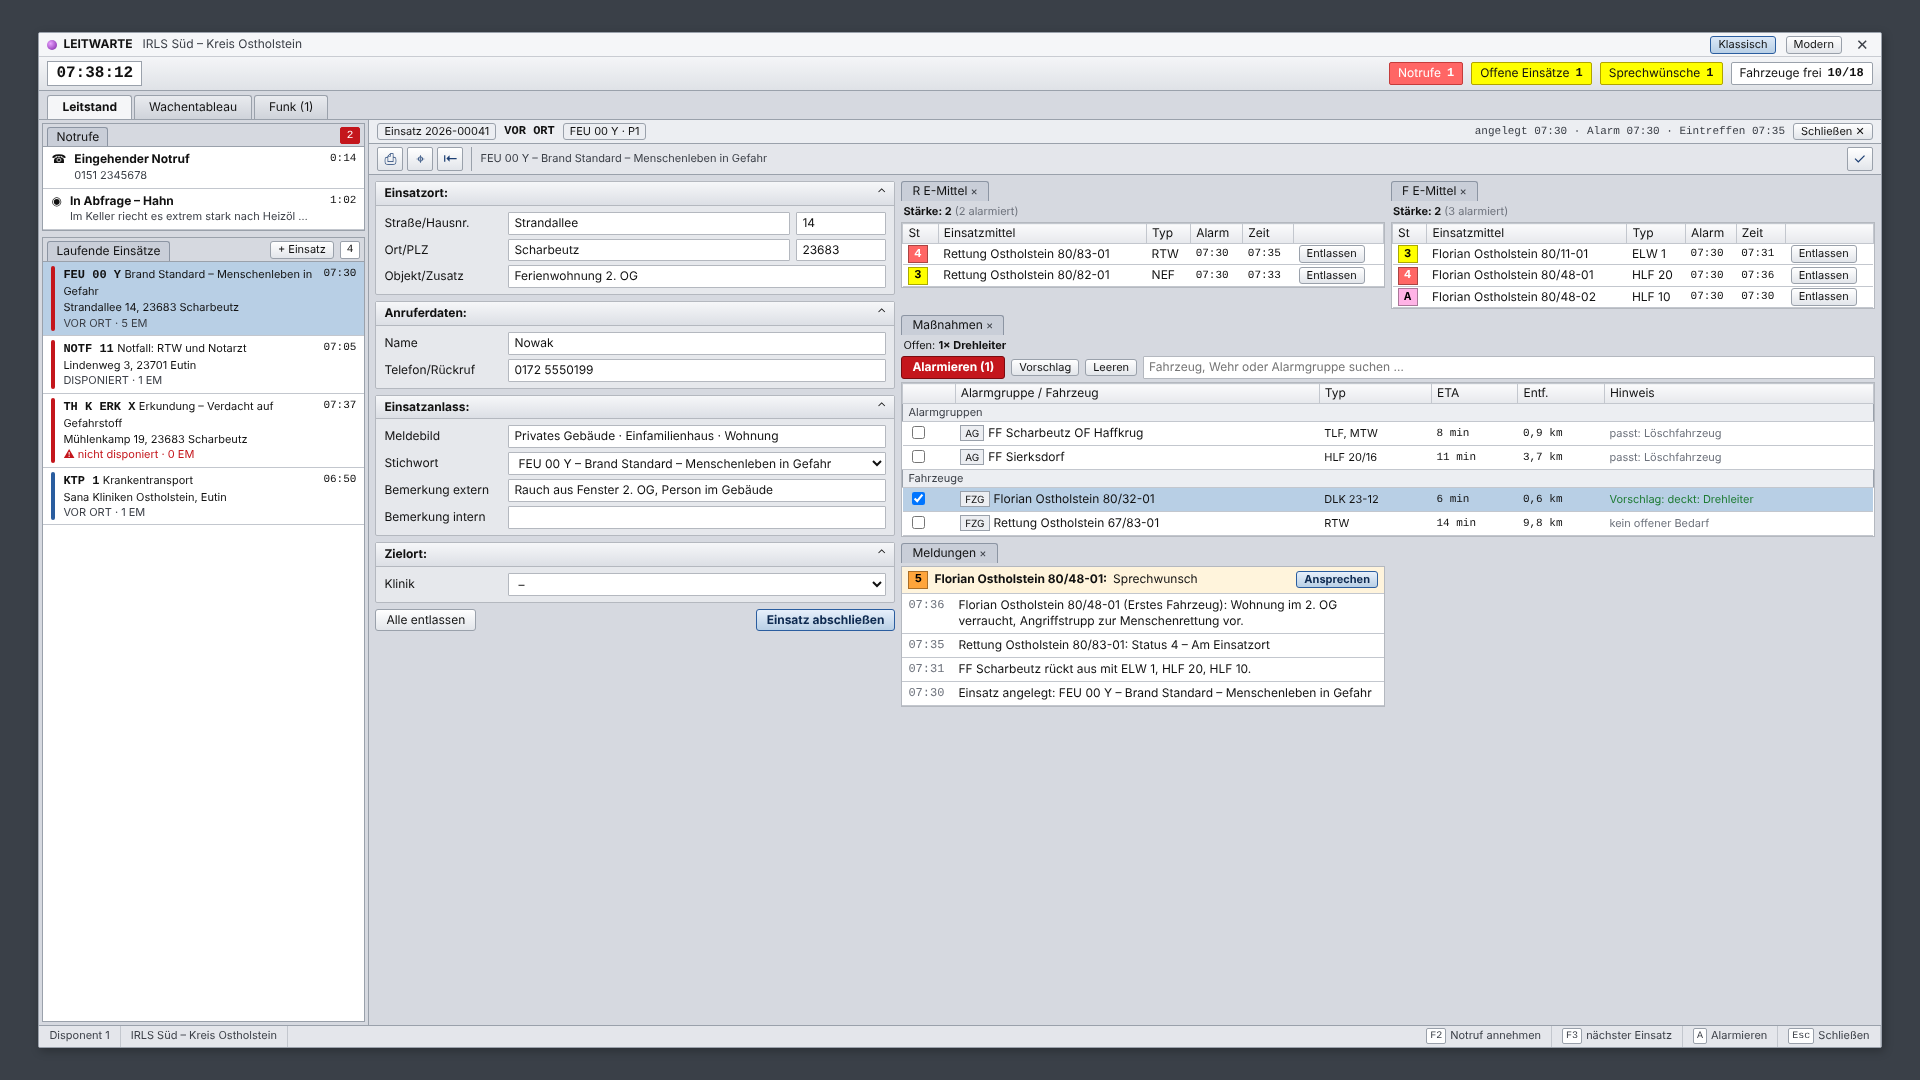 LEITWARTE IRLS Süd – Kreis Ostholstein
Klassisch Modern ✕
07:38:12
Notrufe 1 Offene Einsätze 1 Sprechwünsche 1 Fahrzeuge frei 10/18
Leitstand Wachentableau Funk (1)
Notrufe 2
☎ Eingehender Notruf 0:14
0151 2345678
◉ In Abfrage – Hahn 1:02
Im Keller riecht es extrem stark nach Heizöl ...
Laufende Einsätze + Einsatz 4
FEU 00 Y Brand Standard – Menschenleben in 07:30
Gefahr
Strandallee 14, 23683 Scharbeutz
VOR ORT · 5 EM
NOTF 11 Notfall: RTW und Notarzt 07:05
Lindenweg 3, 23701 Eutin
DISPONIERT · 1 EM
TH K ERK X Erkundung – Verdacht auf 07:37
Gefahrstoff
Mühlenkamp 19, 23683 Scharbeutz
⚠ nicht disponiert · 0 EM
KTP 1 Krankentransport 06:50
Sana Kliniken Ostholstein, Eutin
VOR ORT · 1 EM
Einsatz 2026-00041 VOR ORT FEU 00 Y · P1
angelegt 07:30 · Alarm 07:30 · Eintreffen 07:35 Schließen ✕
FEU 00 Y – Brand Standard – Menschenleben in Gefahr
Einsatzort:
Straße/Hausnr. Strandallee 14
Ort/PLZ Scharbeutz 23683
Objekt/Zusatz Ferienwohnung 2. OG
Anruferdaten:
Name Nowak
Telefon/Rückruf 0172 5550199
Einsatzanlass:
Meldebild Privates Gebäude · Einfamilienhaus · Wohnung
Stichwort FEU 00 Y – Brand Standard – Menschenleben in Gefahr
Bemerkung extern Rauch aus Fenster 2. OG, Person im Gebäude
Bemerkung intern
Zielort:
Klinik –
Alle entlassen Einsatz abschließen
R E-Mittel ×
Stärke: 2 (2 alarmiert)
St Einsatzmittel Typ Alarm Zeit
4 Rettung Ostholstein 80/83-01 RTW 07:30 07:35 Entlassen
3 Rettung Ostholstein 80/82-01 NEF 07:30 07:33 Entlassen
F E-Mittel ×
Stärke: 2 (3 alarmiert)
St Einsatzmittel Typ Alarm Zeit
3 Florian Ostholstein 80/11-01 ELW 1 07:30 07:31 Entlassen
4 Florian Ostholstein 80/48-01 HLF 20 07:30 07:36 Entlassen
A Florian Ostholstein 80/48-02 HLF 10 07:30 07:30 Entlassen
Maßnahmen ×
Offen: 1× Drehleiter
Alarmieren (1) Vorschlag Leeren Fahrzeug, Wehr oder Alarmgruppe suchen ...
Alarmgruppe / Fahrzeug Typ ETA Entf. Hinweis
Alarmgruppen
AG FF Scharbeutz OF Haffkrug TLF, MTW 8 min 0,9 km passt: Löschfahrzeug
AG FF Sierksdorf HLF 20/16 11 min 3,7 km passt: Löschfahrzeug
Fahrzeuge
FZG Florian Ostholstein 80/32-01 DLK 23-12 6 min 0,6 km Vorschlag: deckt: Drehleiter
FZG Rettung Ostholstein 67/83-01 RTW 14 min 9,8 km kein offener Bedarf
Meldungen ×
5 Florian Ostholstein 80/48-01: Sprechwunsch Ansprechen
07:36 Florian Ostholstein 80/48-01 (Erstes Fahrzeug): Wohnung im 2. OG
verraucht, Angriffstrupp zur Menschenrettung vor.
07:35 Rettung Ostholstein 80/83-01: Status 4 – Am Einsatzort
07:31 FF Scharbeutz rückt aus mit ELW 1, HLF 20, HLF 10.
07:30 Einsatz angelegt: FEU 00 Y – Brand Standard – Menschenleben in Gefahr
Disponent 1 IRLS Süd – Kreis Ostholstein
F2 Notruf annehmen F3 nächster Einsatz A Alarmieren Esc Schließen